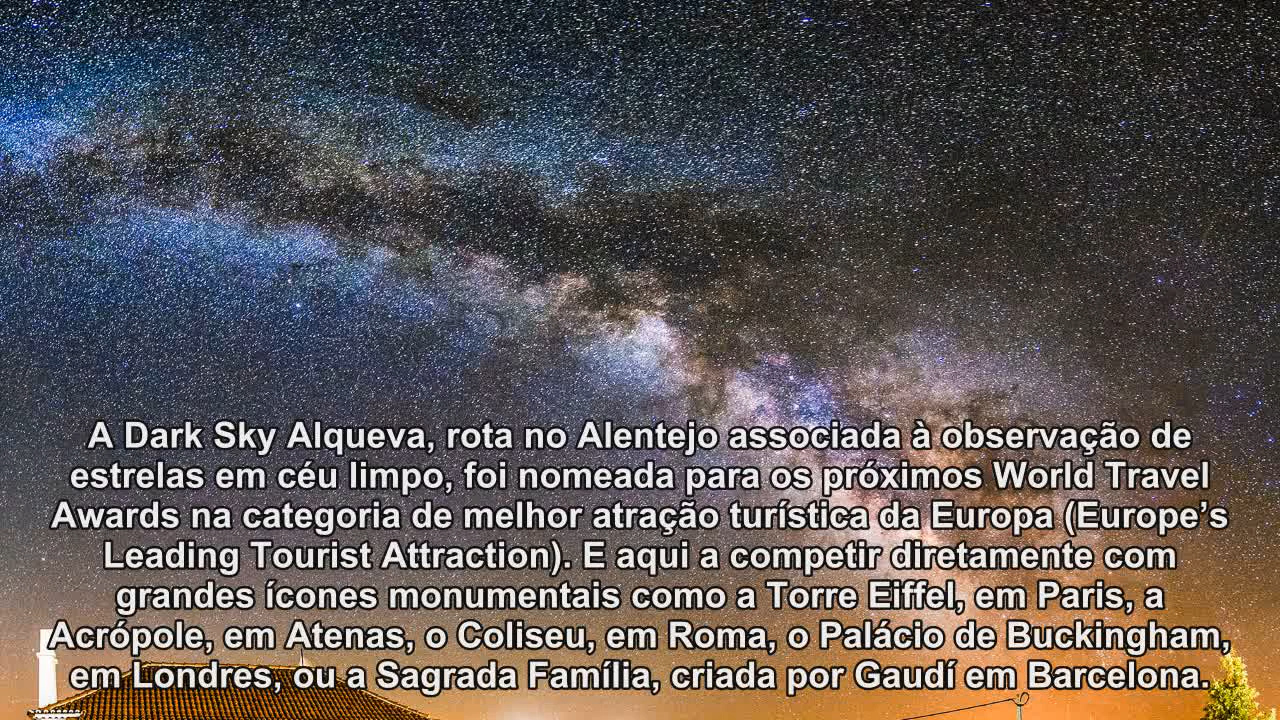 A Dark Sky Alqueva, rota no Alentejo associada à observação de
estrelas em céu limpo, foi nomeada para os próximos World Travel
Awards na categoria de melhor atração turística da Europa (Europe’s
Leading Tourist Attraction). E aqui a competir diretamente com
grandes ícones monumentais como a Torre Eiffel, em Paris, a
Acrópole, em Atenas, o Coliseu, em Roma, o Palácio de Buckingham,
em Londres, ou a Sagrada Família, criada por Gaudí em Barcelona.